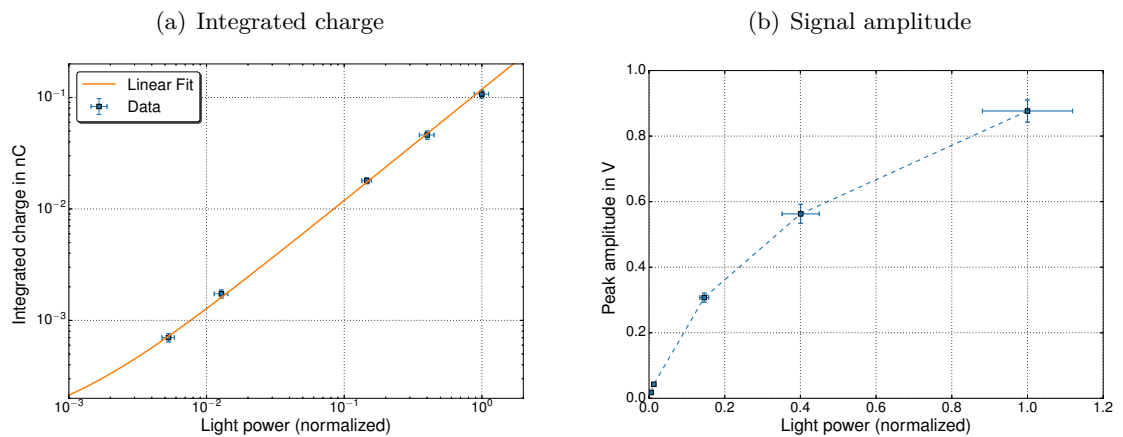 (a) Integrated charge
Linear Fit
Data
10⁻¹
10⁻²
10⁻³
Integrated charge in nC
10⁻³ 10⁻² 10⁻¹ 10⁰
Light power (normalized)
(b) Signal amplitude
1.0
0.8
0.6
0.4
0.2
0.0
Peak amplitude in V
0.0 0.2 0.4 0.6 0.8 1.0 1.2
Light power (normalized)